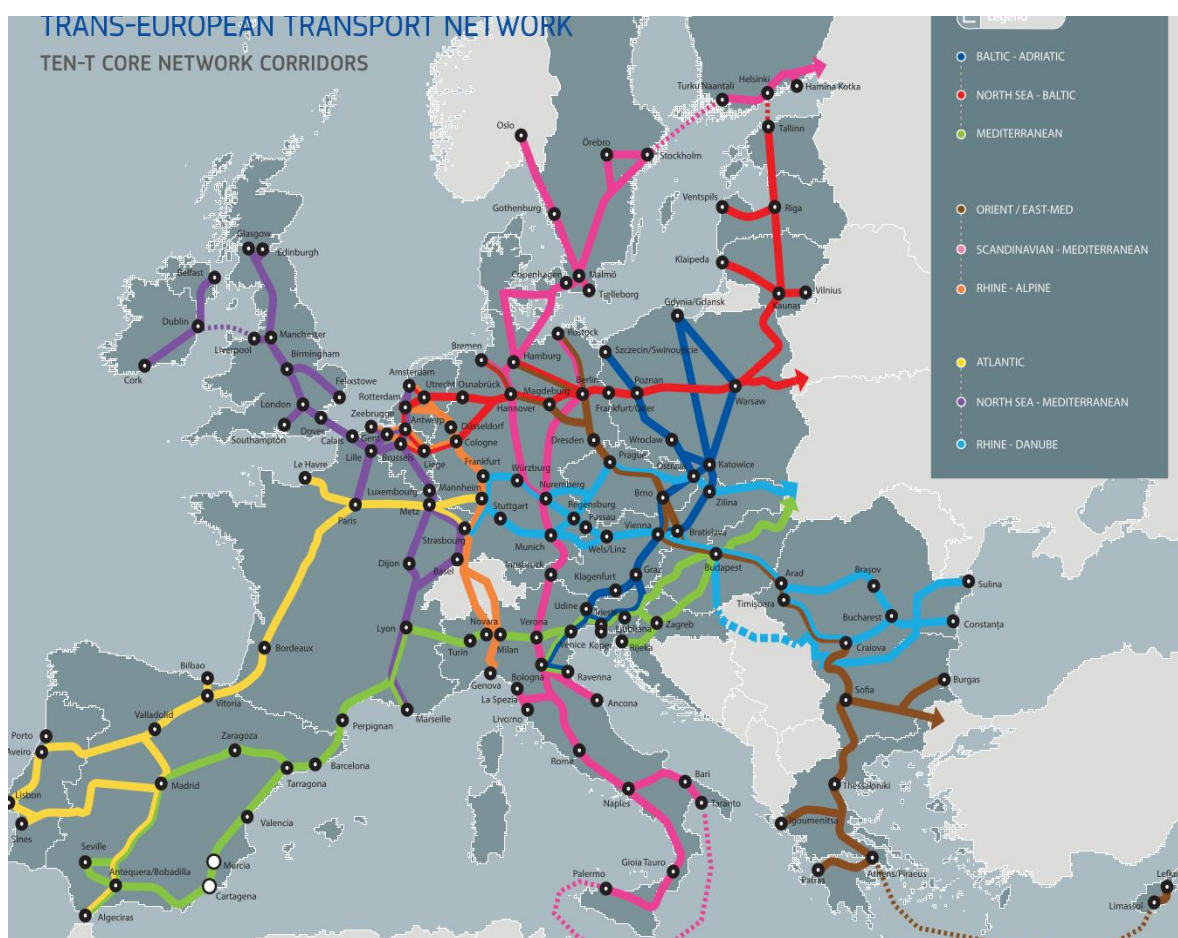 TRANS-EUROPEAN TRANSPORT NETWORK
TEN-T CORE NETWORK CORRIDORS
Legend
BALTIC - ADRIATIC
NORTH SEA - BALTIC
MEDITERRANEAN
ORIENT / EAST-MED
SCANDINAVIAN - MEDITERRANEAN
RHINE - ALPINE
ATLANTIC
NORTH SEA - MEDITERRANEAN
RHINE - DANUBE
Helsinki
Turku
Naantali
Hamina Kotka
Tallinn
Oslo
Örebro
Stockholm
Ventspils
Riga
Gothenburg
Glasgow
Edinburgh
Klaipeda
Belfast
Copenhagen
Malmö
Trelleborg
Vilnius
Kaunas
Gdynia/Gdansk
Dublin
Rostock
Liverpool
Manchester
Cork
Birmingham
Bremen
Hamburg
Szczecin/Swinoujscie
Felixstowe
Amsterdam
Utrecht
Osnabrück
Magdeburg
Berlin
Poznan
Warsaw
Rotterdam
Hannover
Frankfurt/Oder
London
Zeebrugge
Antwerp
Düsseldorf
Southampton
Dover
Calais
Gent
Cologne
Dresden
Wroclaw
Lille
Brussels
Liège
Prague
Le Havre
Frankfurt
Würzburg
Ostrava
Katowice
Luxembourg
Mannheim
Nuremberg
Brno
Zilina
Paris
Metz
Stuttgart
Regensburg
Passau
Strasbourg
Vienna
Bratislava
Munich
Wels/Linz
Dijon
Basel
Innsbruck
Budapest
Klagenfurt
Graz
Arad
Braşov
Sulina
Udine
Timişoara
Lyon
Novara
Verona
Trieste
Ljubljana
Zagreb
Bucharest
Constanţa
Turin
Milan
Venice
Koper
Rijeka
Craiova
Bordeaux
Bilbao
Genova
Bologna
Ravenna
Vitoria
La Spezia
Sofia
Burgas
Valladolid
Perpignan
Marseille
Livorno
Ancona
Porto
Zaragoza
Aveiro
Rome
Madrid
Tarragona
Barcelona
Bari
Thessaloniki
Lisbon
Naples
Taranto
Sines
Valencia
Igoumenitsa
Seville
Murcia
Gioia Tauro
Antequera/Bobadilla
Palermo
Patras
Athens/Piraeus
Cartagena
Algeciras
Lefko
Limassol